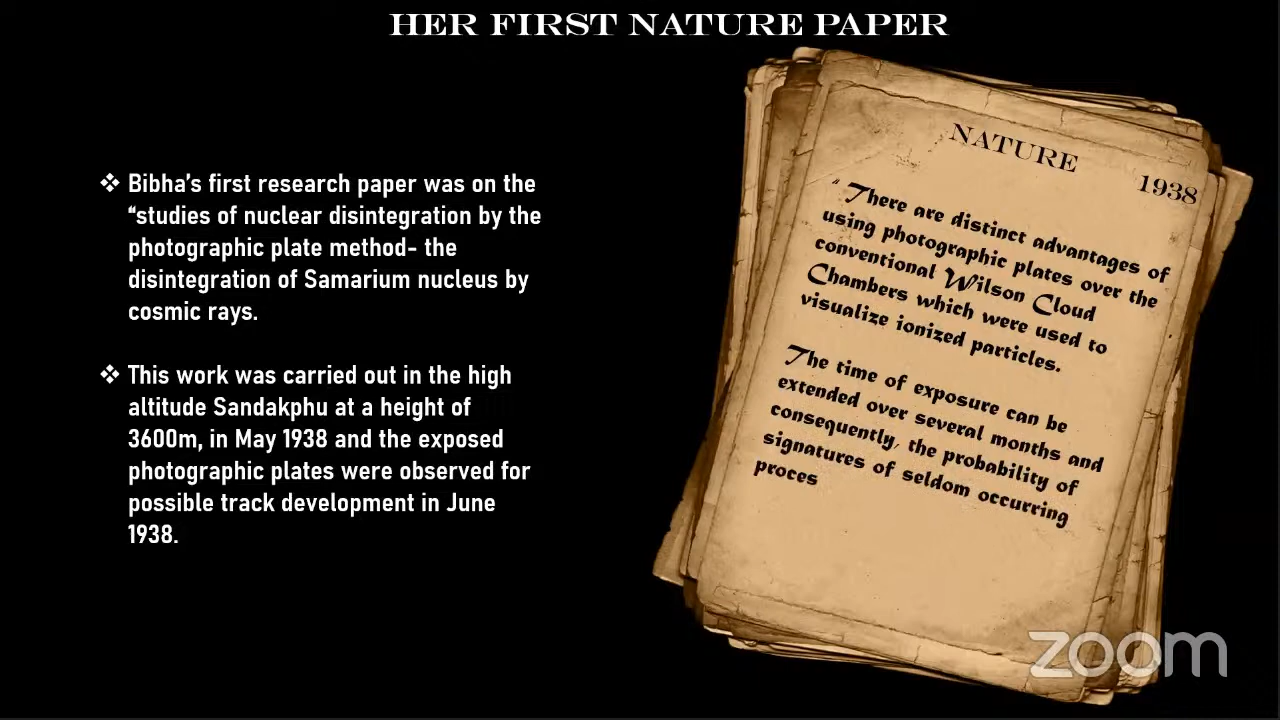 HER FIRST NATURE PAPER
❖ Bibha's first research paper was on the
“studies of nuclear disintegration by the
photographic plate method- the
disintegration of Samarium nucleus by
cosmic rays.
❖ This work was carried out in the high
altitude Sandakphu at a height of
3600m, in May 1938 and the exposed
photographic plates were observed for
possible track development in June
1938.
NATURE
1938
“ There are distinct advantages of
using photographic plates over the
conventional Wilson Cloud
Chambers which were used to
visualize ionized particles.
The time of exposure can be
extended over several months and
consequently, the probability of
signatures of seldom occurring
proces
zoom